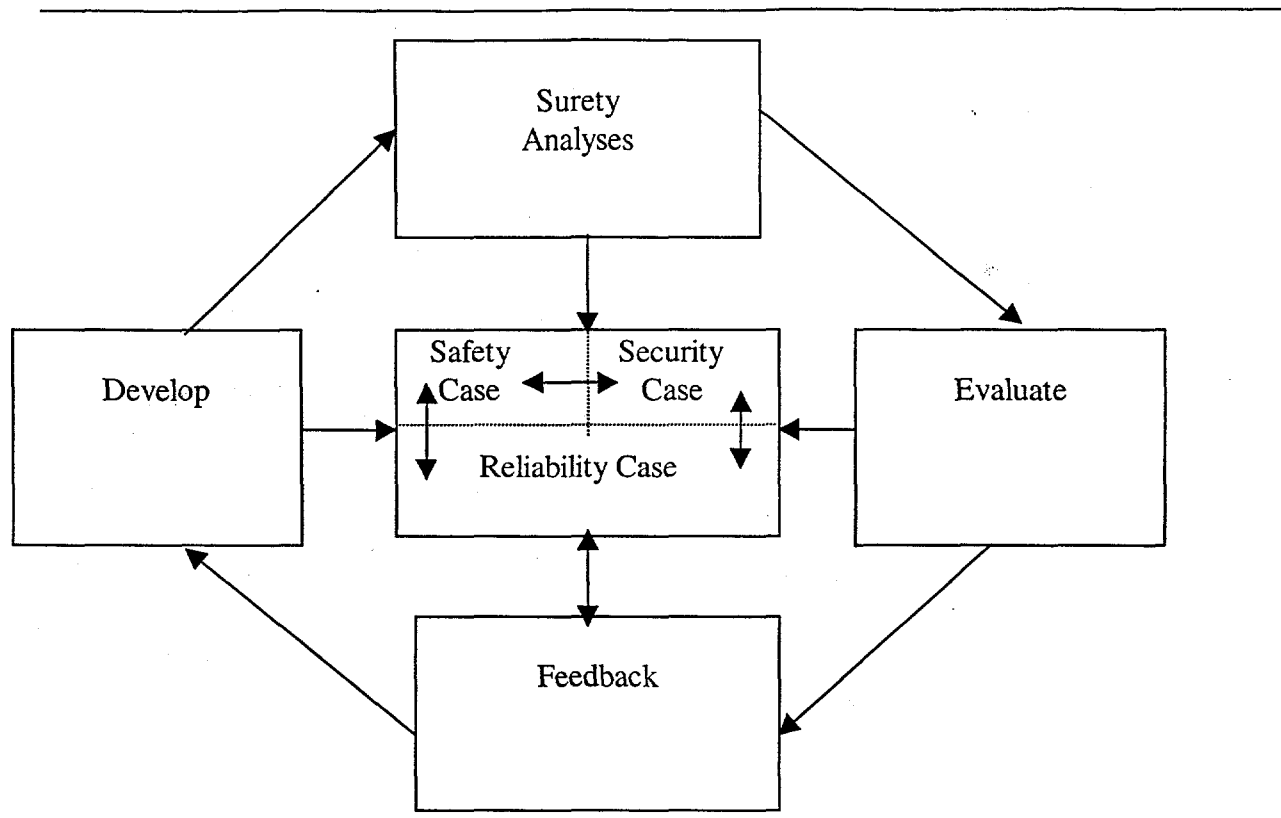 Surety
Analyses
Develop
Safety
Case
Security
Case
Reliability Case
Evaluate
Feedback